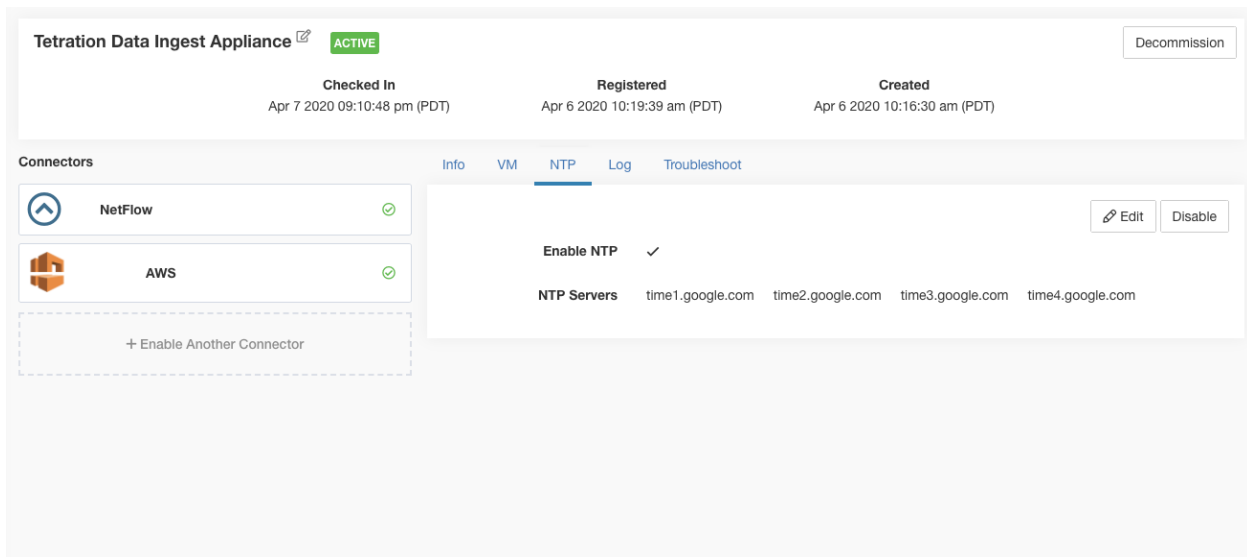 Tetration Data Ingest Appliance ACTIVE Decommission
Checked In Registered Created
Apr 7 2020 09:10:48 pm (PDT) Apr 6 2020 10:19:39 am (PDT) Apr 6 2020 10:16:30 am (PDT)
Connectors
NetFlow
AWS
+ Enable Another Connector
Info VM NTP Log Troubleshoot
Edit Disable
Enable NTP ✓
NTP Servers time1.google.com time2.google.com time3.google.com time4.google.com